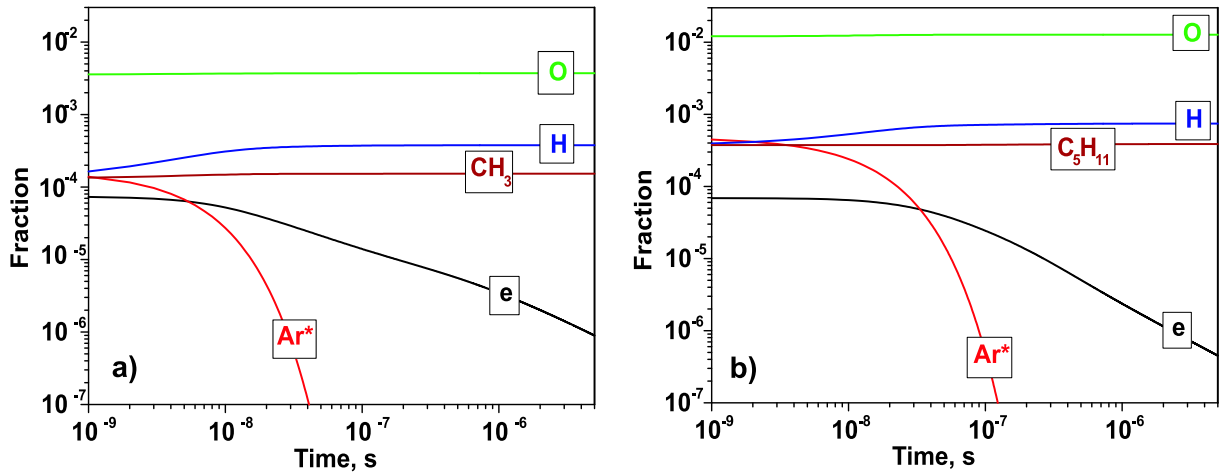 10⁻²
10⁻³
10⁻⁴
10⁻⁵
10⁻⁶
10⁻⁷
Fraction
O
H
CH₃
e
Ar*
a)
10⁻⁹
10⁻⁸
10⁻⁷
10⁻⁶
Time, s
10⁻²
10⁻³
10⁻⁴
10⁻⁵
10⁻⁶
10⁻⁷
Fraction
O
H
C₅H₁₁
e
Ar*
b)
10⁻⁹
10⁻⁸
10⁻⁷
10⁻⁶
Time, s